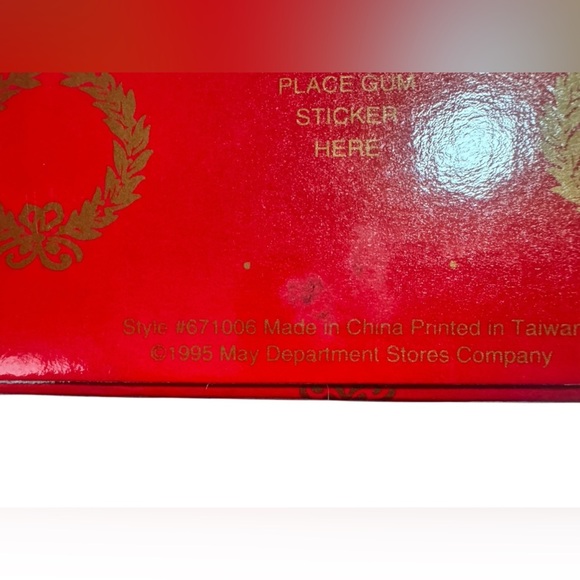 PLACE GUM
STICKER
HERE
Style #671006 Made in China Printed in Taiwan
©1995 May Department Stores Company